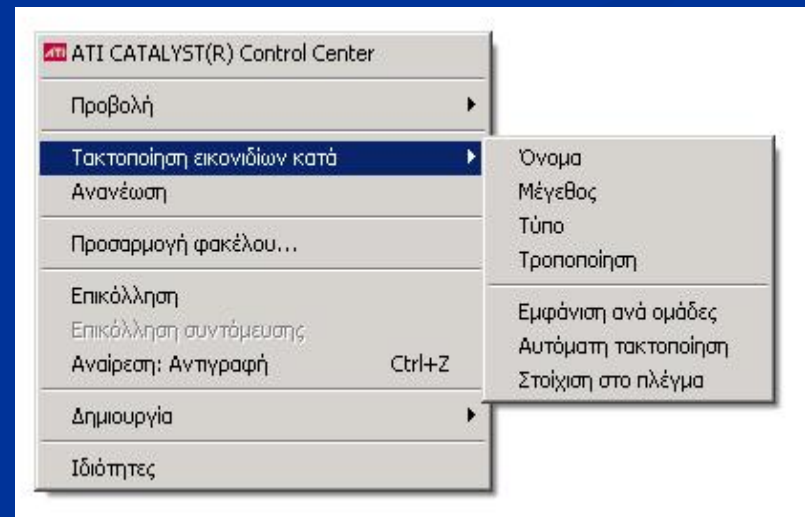 ATI ATI CATALYST(R) Control Center
Προβολή
Τακτοποίηση εικονιδίων κατά
Ανανέωση
Προσαρμογή φακέλου...
Επικόλληση
Επικόλληση συντόμευσης
Αναίρεση: Αντιγραφή Ctrl+Z
Δημιουργία
Ιδιότητες
Όνομα
Μέγεθος
Τύπο
Τροποποίηση
Εμφάνιση ανά ομάδες
Αυτόματη τακτοποίηση
Στοίχιση στο πλέγμα